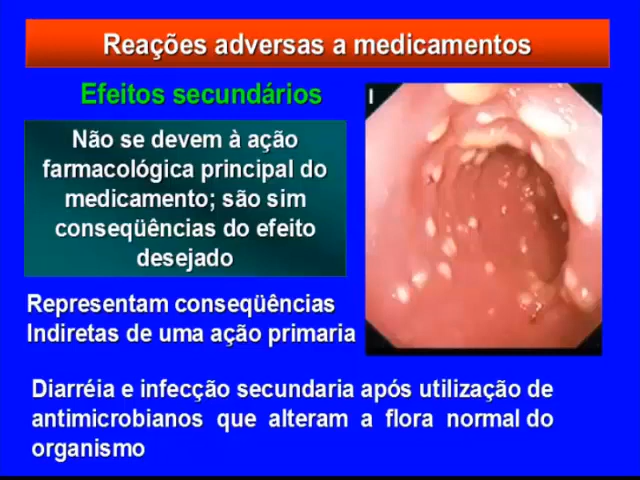 Reações adversas a medicamentos
Efeitos secundários
Não se devem à ação
farmacológica principal do
medicamento; são sim
conseqüências do efeito
desejado
Representam conseqüências
Indiretas de uma ação primaria
Diarréia e infecção secundaria após utilização de
antimicrobianos que alteram a flora normal do
organismo